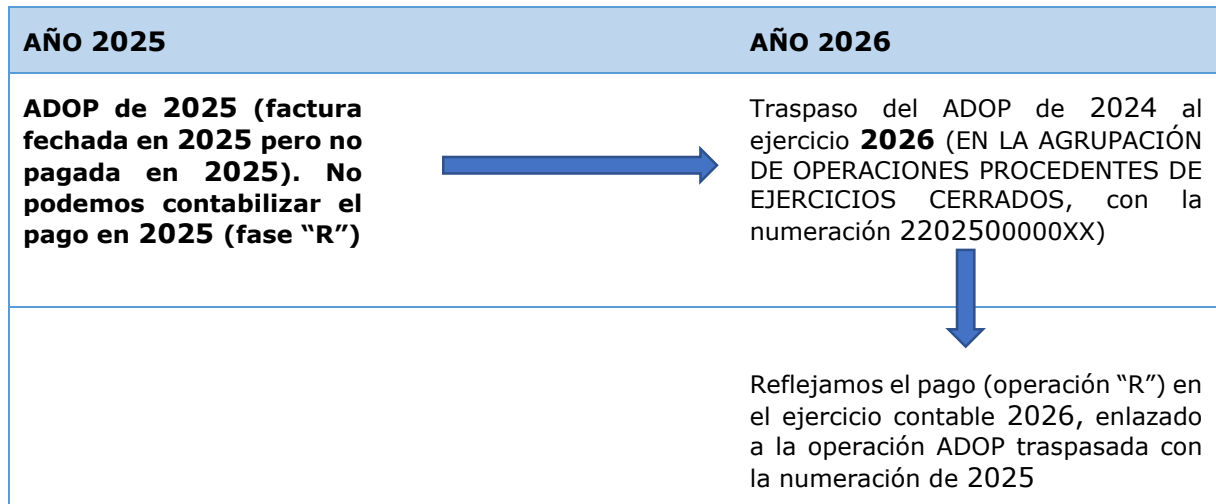 AÑO 2025
AÑO 2026
ADOP de 2025 (factura
fechada en 2025 pero no
pagada en 2025). No
podemos contabilizar el
pago en 2025 (fase “R”)
Traspaso del ADOP de 2024 al
ejercicio 2026 (EN LA AGRUPACIÓN
DE OPERACIONES PROCEDENTES DE
EJERCICIOS CERRADOS, con la
numeración 2202500000XX)
Reflejamos el pago (operación “R”) en
el ejercicio contable 2026, enlazado
a la operación ADOP traspasada con
la numeración de 2025